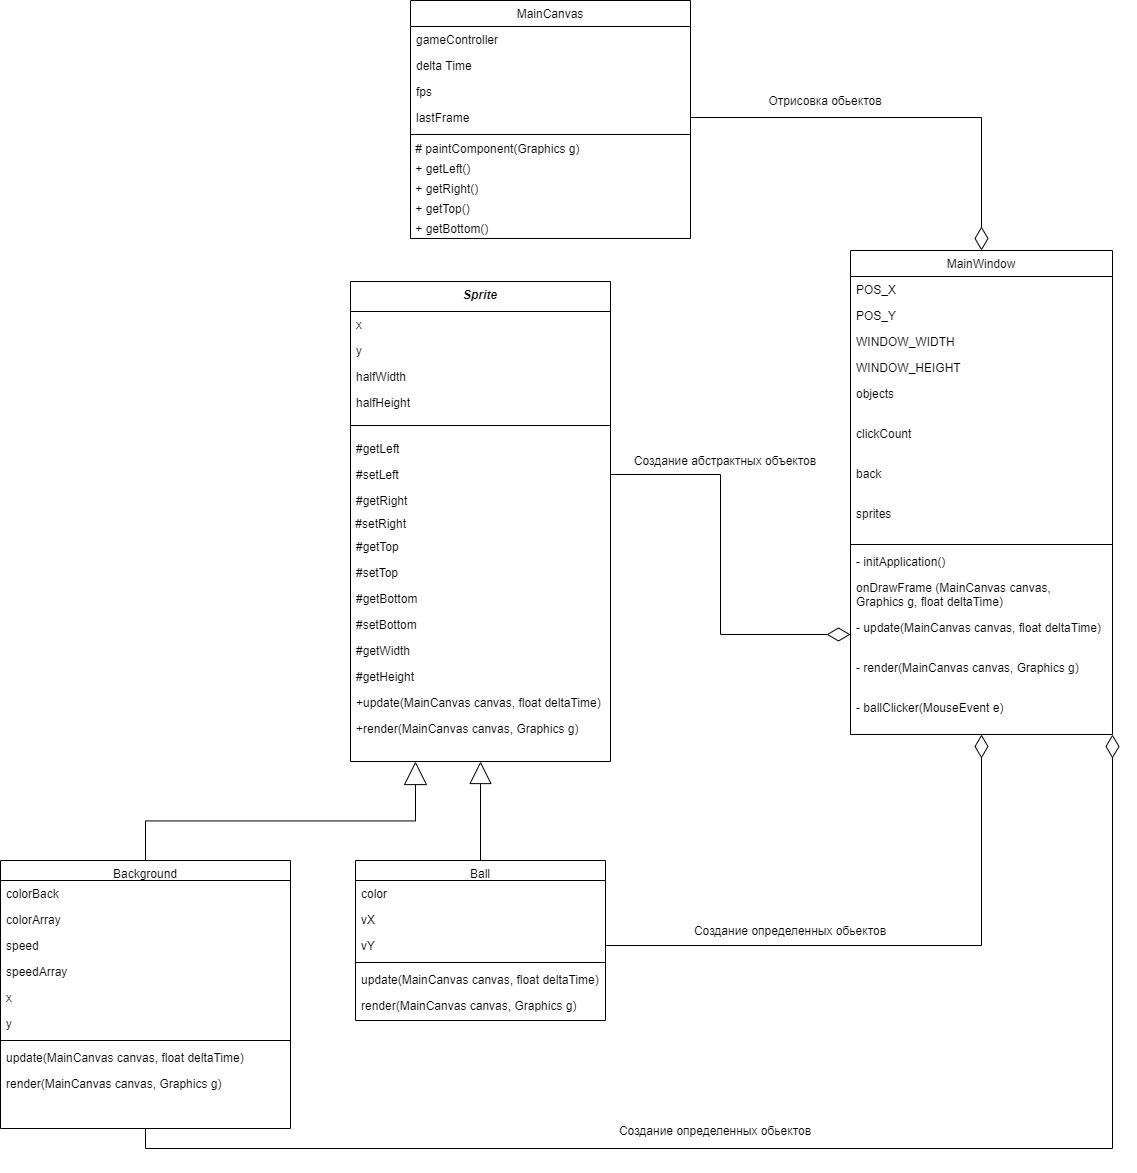 MainCanvas
gameController
delta Time
fps
lastFrame
# paintComponent(Graphics g)
+ getLeft()
+ getRight()
+ getTop()
+ getBottom()
Отрисовка обьектов
MainWindow
POS_X
POS_Y
WINDOW_WIDTH
WINDOW_HEIGHT
objects
clickCount
back
sprites
- initApplication()
onDrawFrame (MainCanvas canvas,
Graphics g, float deltaTime)
- update(MainCanvas canvas, float deltaTime)
- render(MainCanvas canvas, Graphics g)
- ballClicker(MouseEvent e)
Sprite
x
y
halfWidth
halfHeight
#getLeft
#setLeft
#getRight
#setRight
#getTop
#setTop
#getBottom
#setBottom
#getWidth
#getHeight
+update(MainCanvas canvas, float deltaTime)
+render(MainCanvas canvas, Graphics g)
Создание абстрактных объектов
Background
colorBack
colorArray
speed
speedArray
x
y
update(MainCanvas canvas, float deltaTime)
render(MainCanvas canvas, Graphics g)
Ball
color
vX
vY
update(MainCanvas canvas, float deltaTime)
render(MainCanvas canvas, Graphics g)
Создание определенных обьектов
Создание определенных обьектов